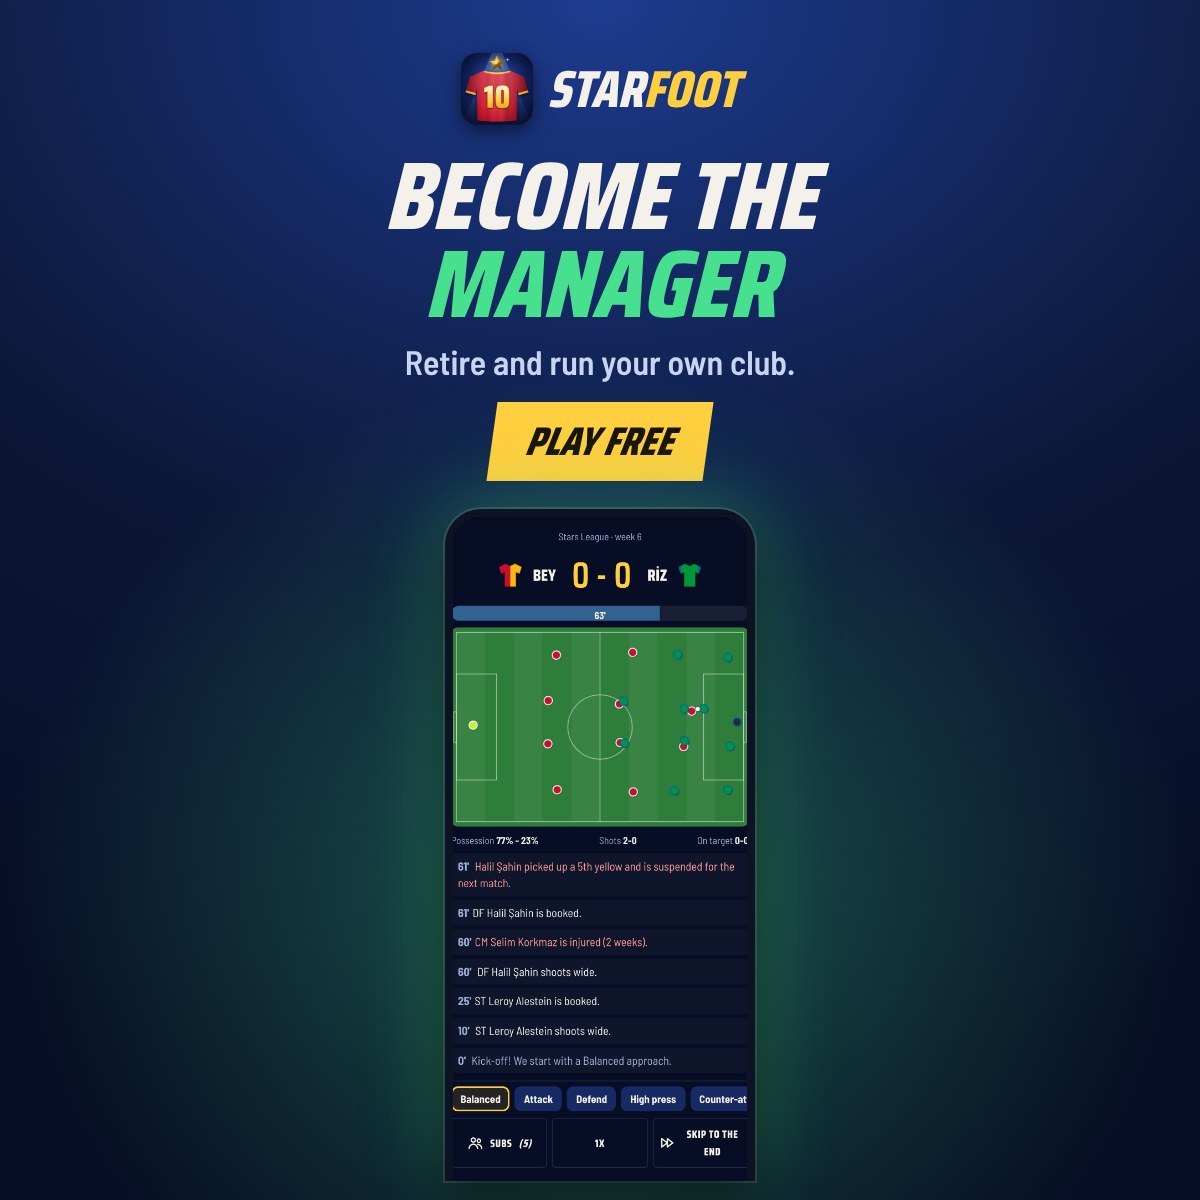 10
STARFOOT
BECOME THE
MANAGER
Retire and run your own club.
PLAY FREE
Stars League · week 6
BEY 0 - 0 RİZ
63'
Possession 77% - 23% Shots 2-0 On target 0-0
61' Halil Şahin picked up a 5th yellow and is suspended for the
next match.
61' DF Halil Şahin is booked.
60' CM Selim Korkmaz is injured (2 weeks).
60' DF Halil Şahin shoots wide.
25' ST Leroy Alestein is booked.
10' ST Leroy Alestein shoots wide.
0' Kick-off! We start with a Balanced approach.
Balanced Attack Defend High press Counter-at
SUBS (5) 1X SKIP TO THE
END